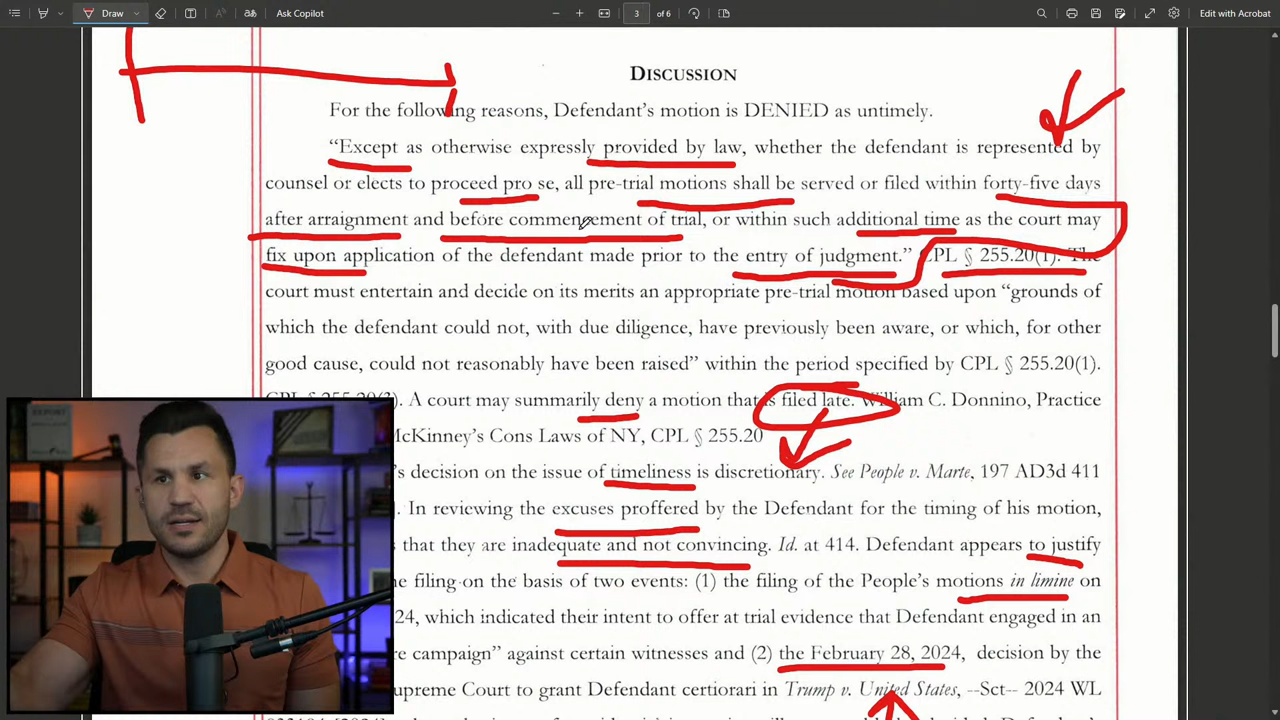 Draw
Ask Copilot
3
of 6
Edit with Acrobat
DISCUSSION
For the following reasons, Defendant's motion is DENIED as untimely.
"Except as otherwise expressly provided by law, whether the defendant is represented by
counsel or elects to proceed pro se, all pre-trial motions shall be served or filed within forty-five days
after arraignment and before commencement of trial, or within such additional time as the court may
fix upon application of the defendant made prior to the entry of judgment." CPL § 255.20(1). The
court must entertain and decide on its merits an appropriate pre-trial motion based upon "grounds of
which the defendant could not, with due diligence, have previously been aware, or which, for other
good cause, could not reasonably have been raised" within the period specified by CPL § 255.20(1).
A court may summarily deny a motion that is filed late. William C. Donnino, Practice
McKinney's Cons Laws of NY, CPL § 255.20
decision on the issue of timeliness is discretionary. See People v. Marte, 197 AD3d 411
In reviewing the excuses proffered by the Defendant for the timing of his motion,
that they are inadequate and not convincing. Id. at 414. Defendant appears to justify
the filing on the basis of two events: (1) the filing of the People's motions in limine on
24, which indicated their intent to offer at trial evidence that Defendant engaged in an
campaign" against certain witnesses and (2) the February 28, 2024, decision by the
Supreme Court to grant Defendant certiorari in Trump v. United States, --Sct-- 2024 WL
REPORT